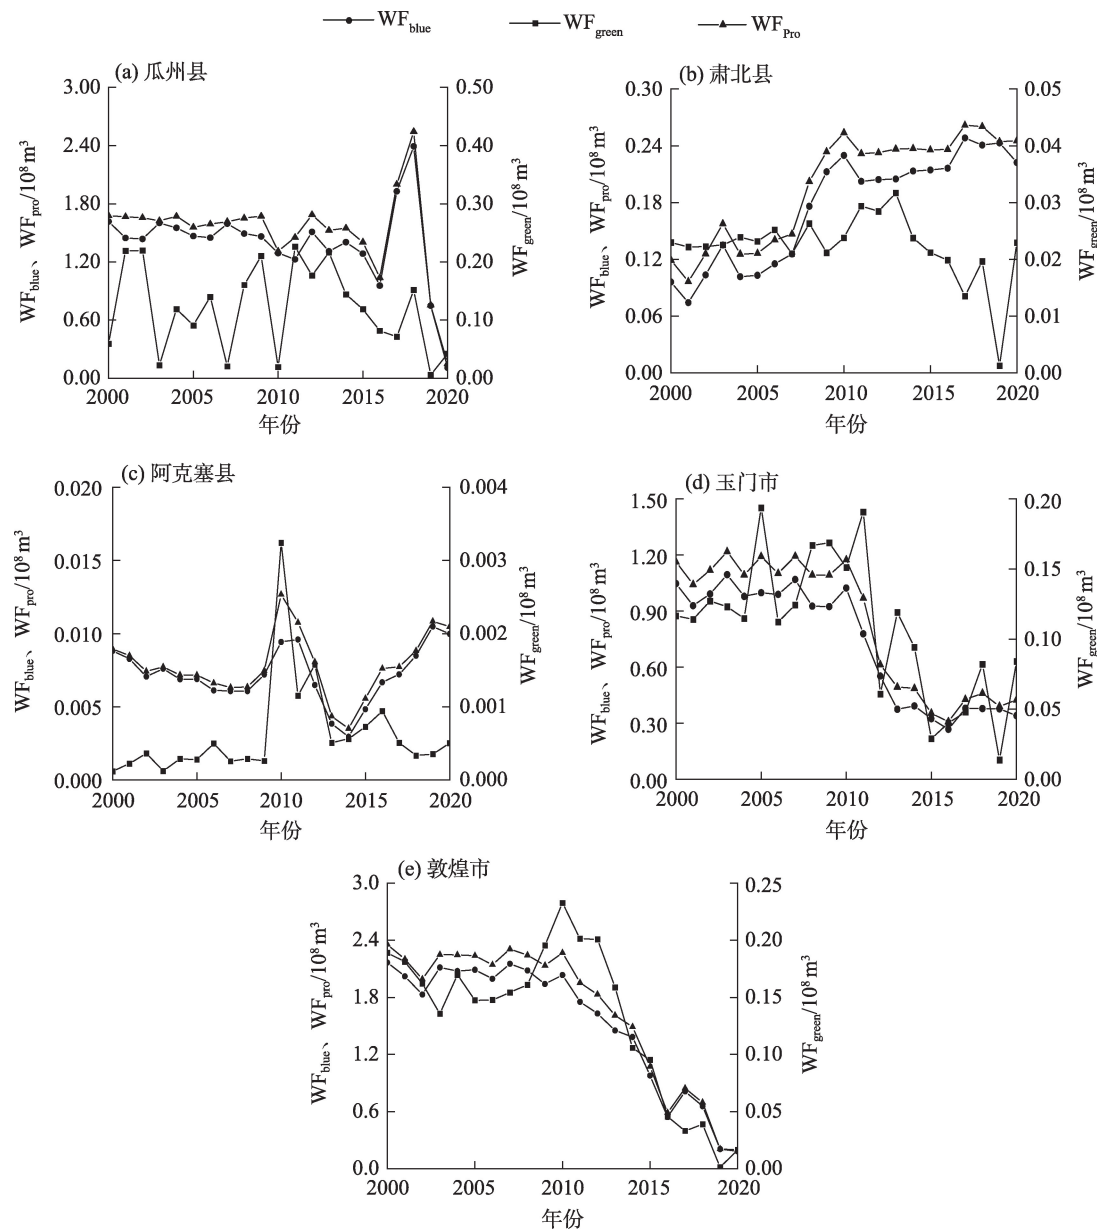 WFblue WFgreen WFPro
(a) 瓜州县
3.00 2.40 1.80 1.20 0.60 0.00
WFblue、 WFpro/10⁸ m³
0.50 0.40 0.30 0.20 0.10 0.00
WFgreen/10⁸ m³
2000 2005 2010 2015 2020
年份
(b) 肃北县
0.30 0.24 0.18 0.12 0.06 0.00
WFblue、 WFpro/10⁸ m³
0.05 0.04 0.03 0.02 0.01 0.00
WFgreen/10⁸ m³
2000 2005 2010 2015 2020
年份
(c) 阿克塞县
0.020 0.015 0.010 0.005 0.000
WFblue、 WFpro/10⁸ m³
0.004 0.003 0.002 0.001 0.000
WFgreen/10⁸ m³
2000 2005 2010 2015 2020
年份
(d) 玉门市
1.50 1.20 0.90 0.60 0.30 0.00
WFblue、 WFpro/10⁸ m³
0.20 0.15 0.10 0.05 0.00
WFgreen/10⁸ m³
2000 2005 2010 2015 2020
年份
(e) 敦煌市
3.0 2.4 1.8 1.2 0.6 0.0
WFblue、 WFpro/10⁸ m³
0.25 0.20 0.15 0.10 0.05 0.00
WFgreen/10⁸ m³
2000 2005 2010 2015 2020
年份